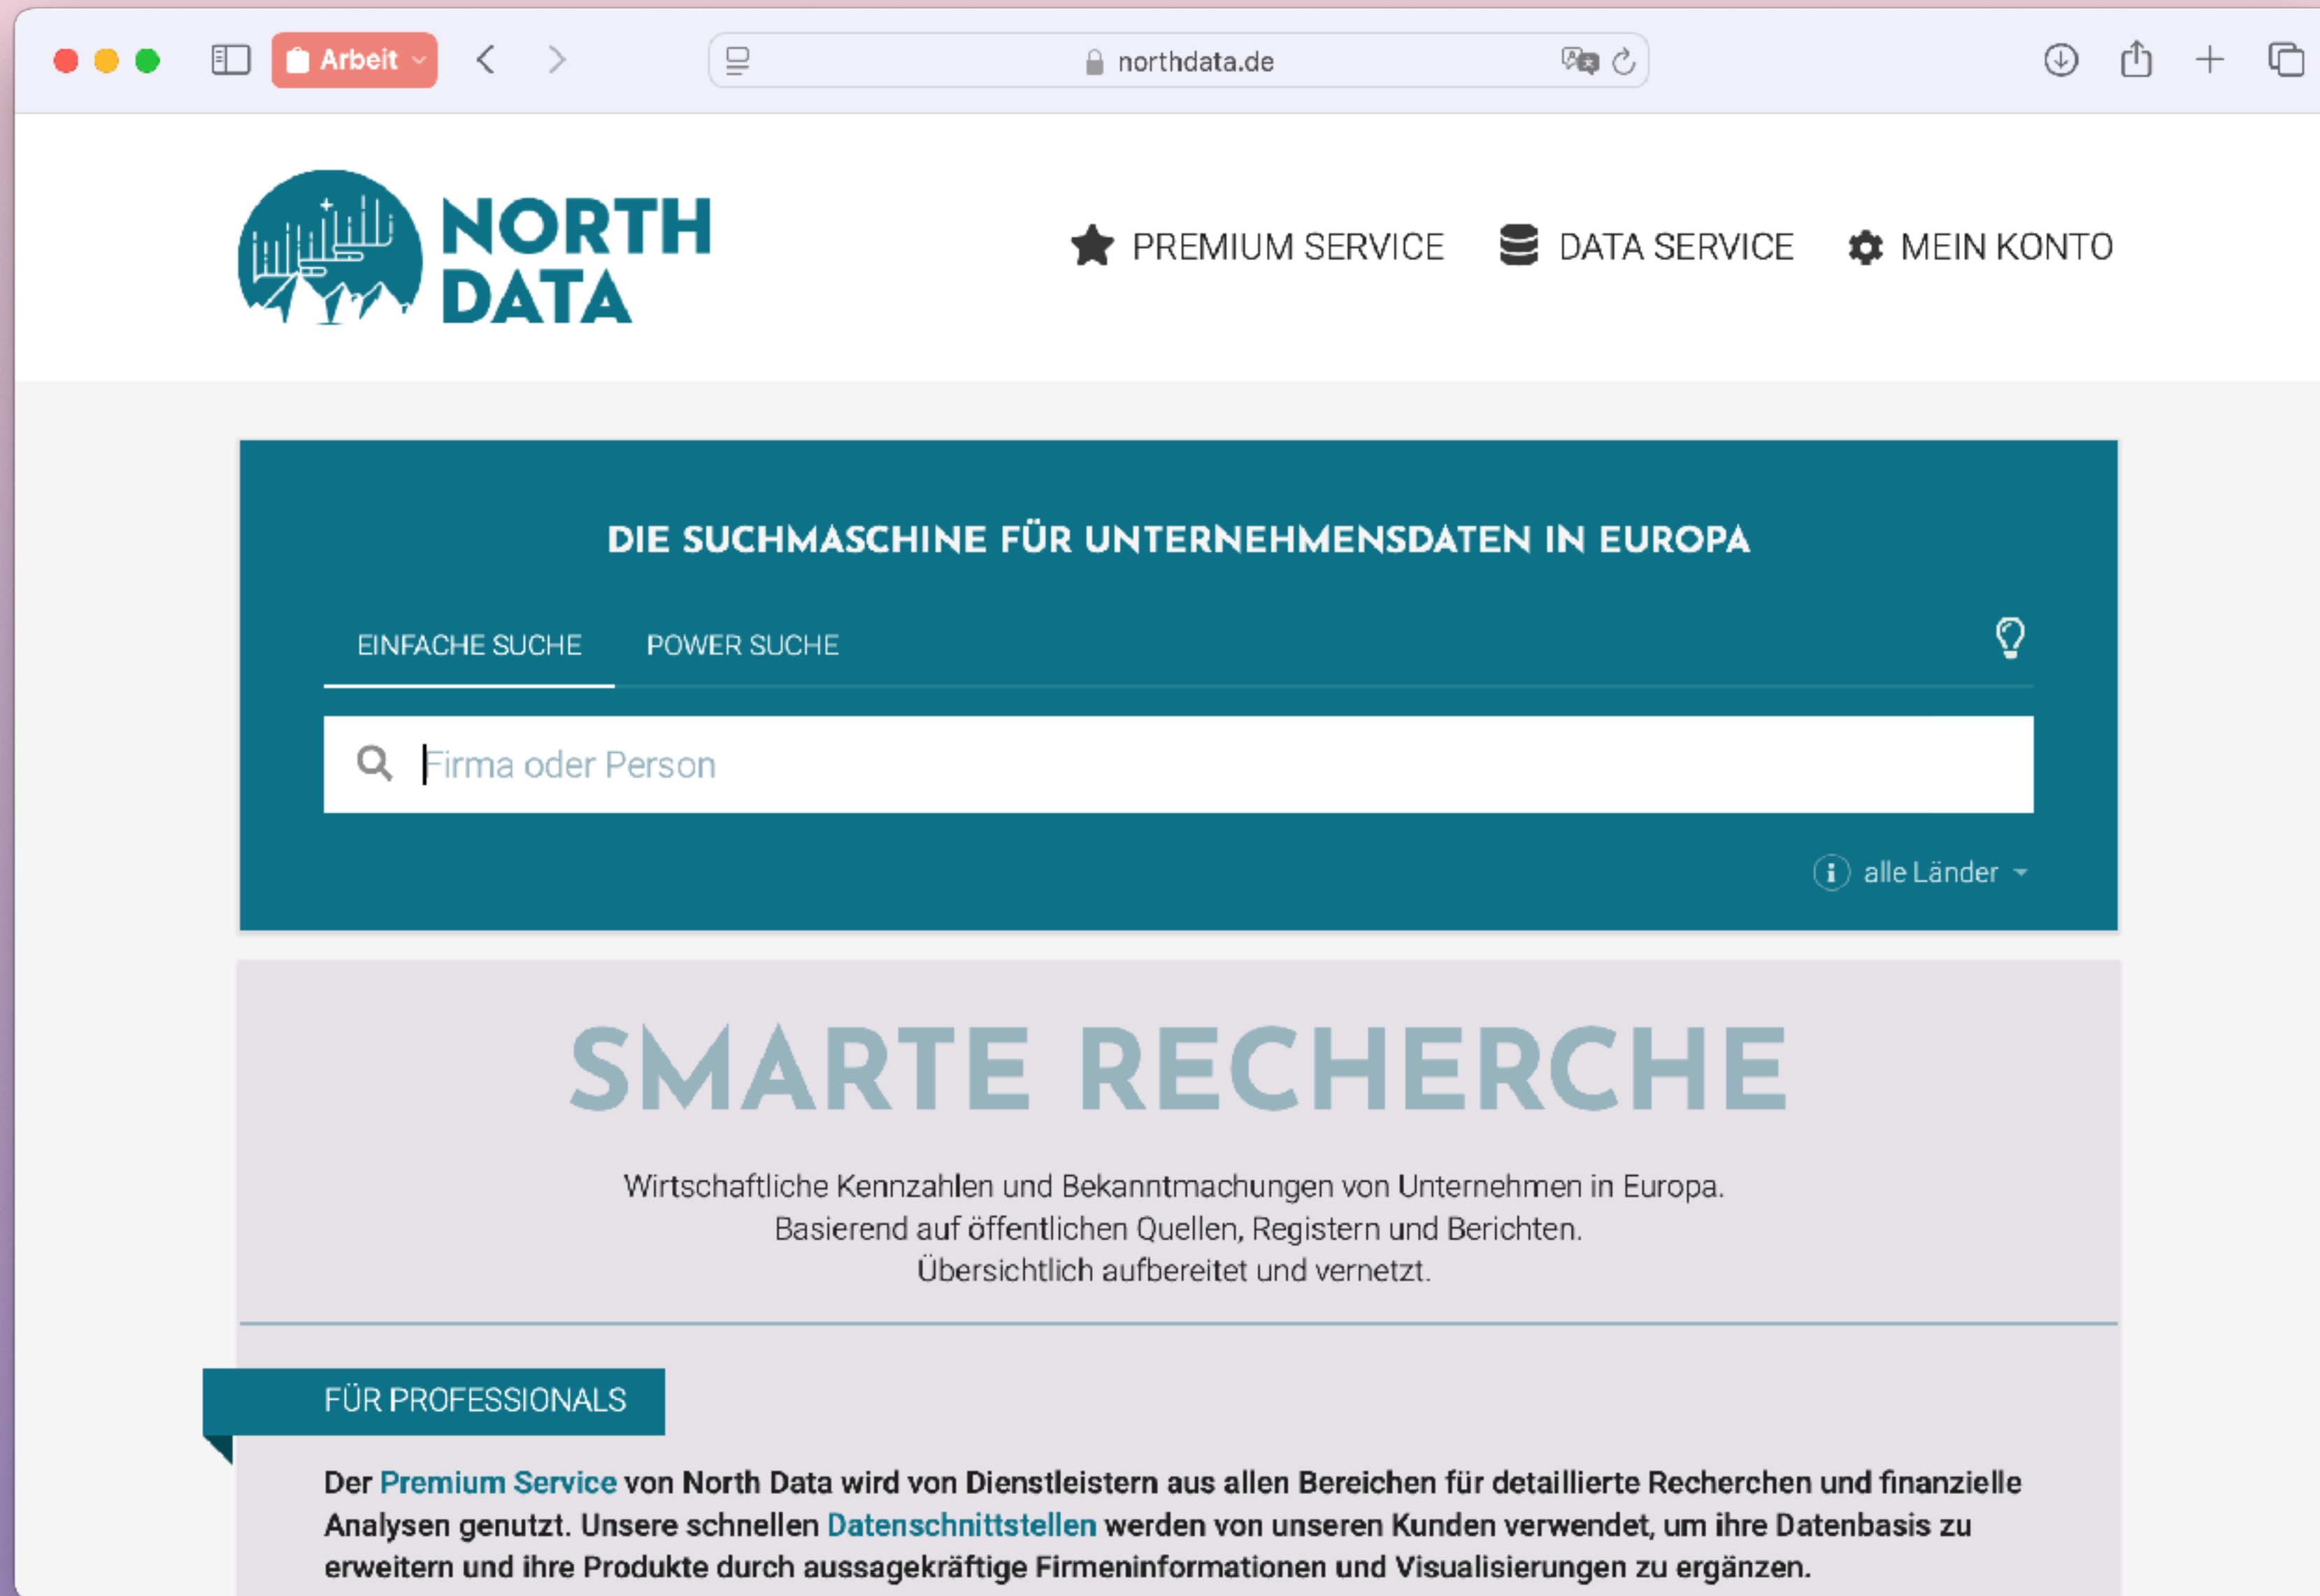 Arbeit
northdata.de
NORTH
DATA
PREMIUM SERVICE
DATA SERVICE
MEIN KONTO
DIE SUCHMASCHINE FÜR UNTERNEHMENSDATEN IN EUROPA
EINFACHE SUCHE
POWER SUCHE
Firma oder Person
alle Länder
SMARTE RECHERCHE
Wirtschaftliche Kennzahlen und Bekanntmachungen von Unternehmen in Europa.
Basierend auf öffentlichen Quellen, Registern und Berichten.
Übersichtlich aufbereitet und vernetzt.
FÜR PROFESSIONALS
Der Premium Service von North Data wird von Dienstleistern aus allen Bereichen für detaillierte Recherchen und finanzielle
Analysen genutzt. Unsere schnellen Datenschnittstellen werden von unseren Kunden verwendet, um ihre Datenbasis zu
erweitern und ihre Produkte durch aussagekräftige Firmeninformationen und Visualisierungen zu ergänzen.